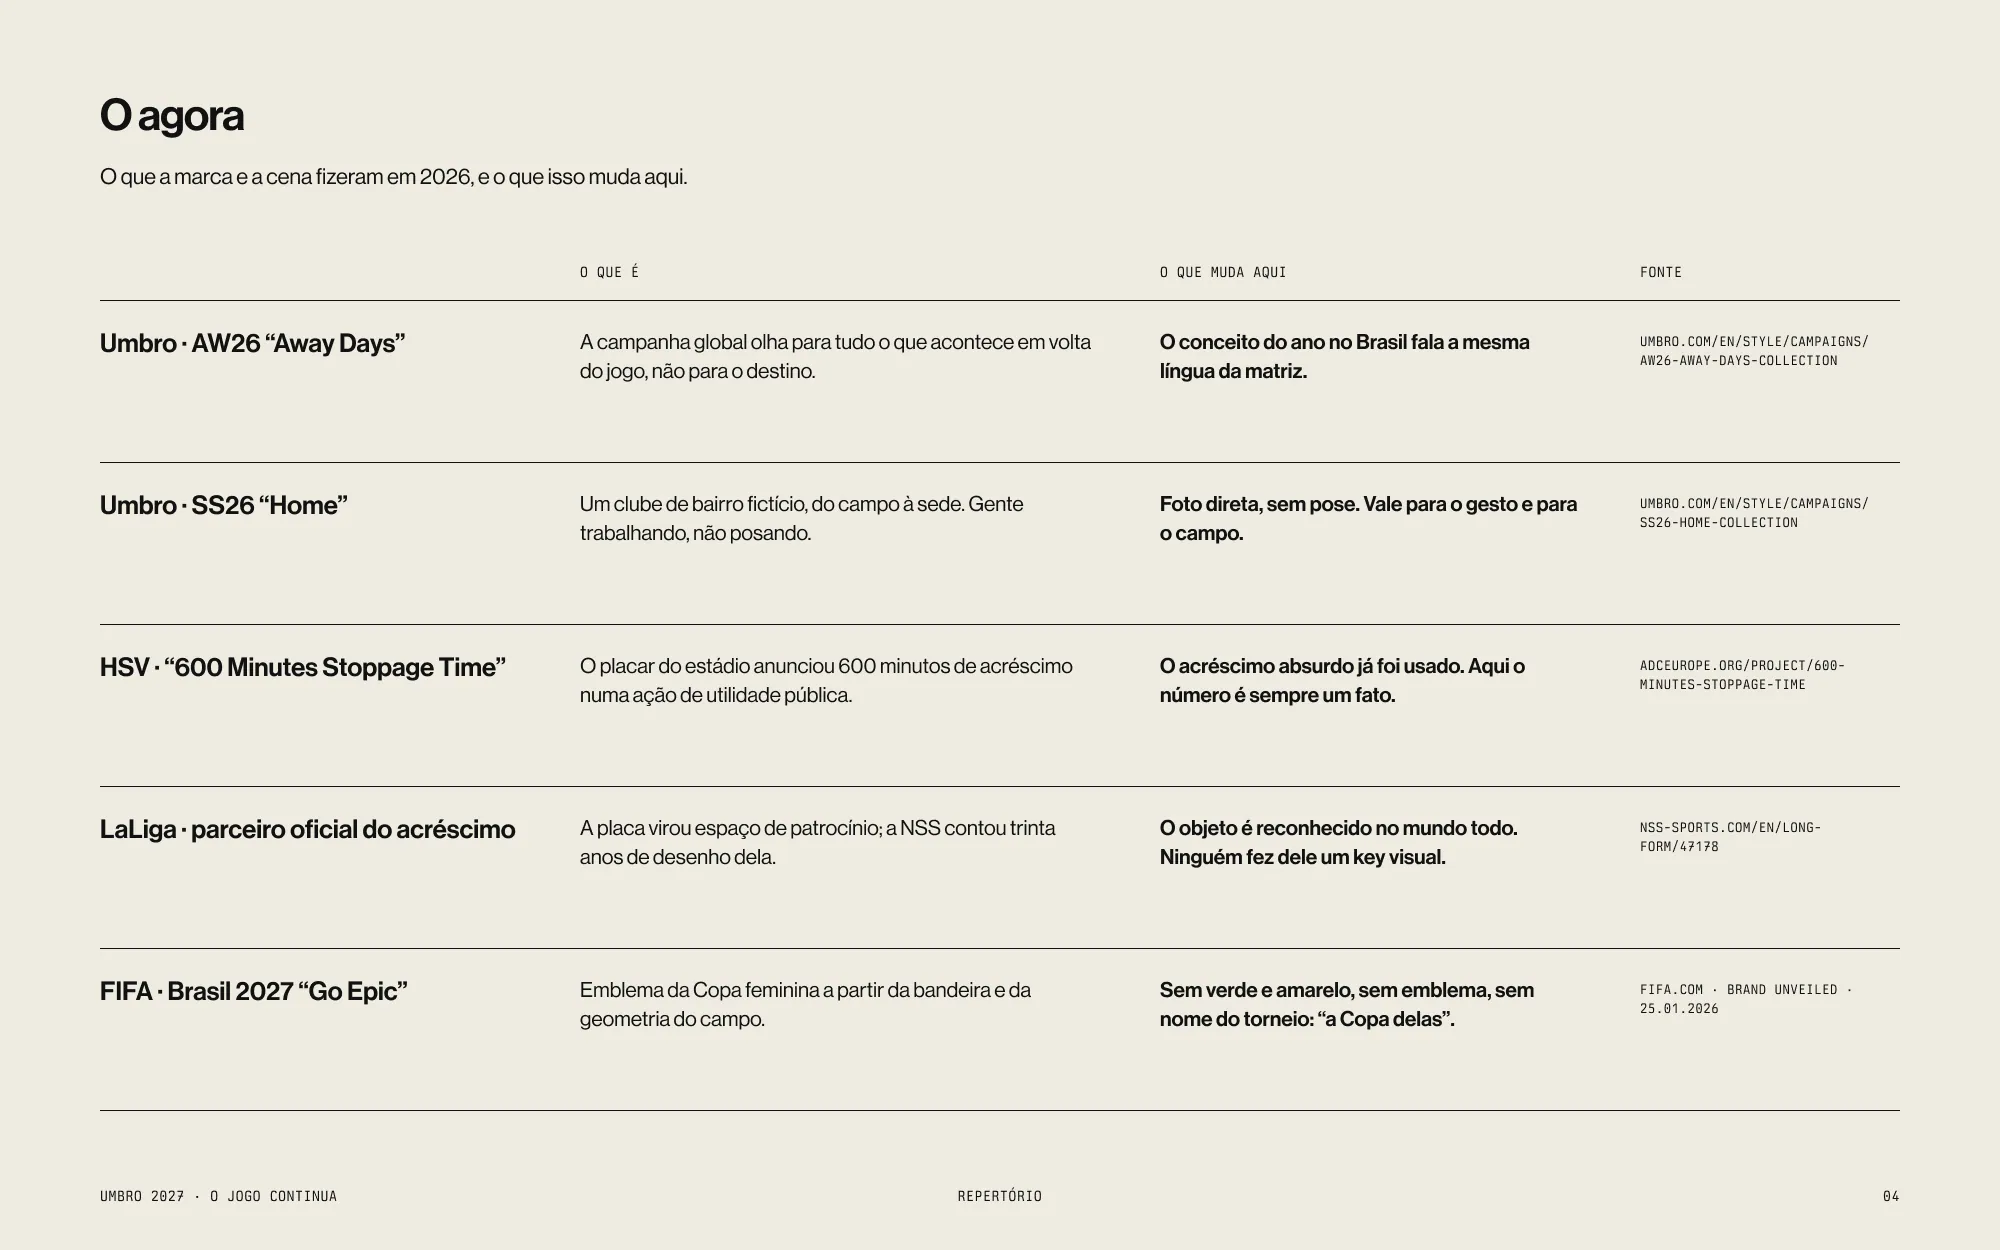 O agora
O que a marca e a cena fizeram em 2026, e o que isso muda aqui.
O QUE É
O QUE MUDA AQUI
FONTE
Umbro · AW26 “Away Days”
A campanha global olha para tudo o que acontece em volta
do jogo, não para o destino.
O conceito do ano no Brasil fala a mesma
língua da matriz.
UMBRO.COM/EN/STYLE/CAMPAIGNS/
AW26-AWAY-DAYS-COLLECTION
Umbro · SS26 “Home”
Um clube de bairro fictício, do campo à sede. Gente
trabalhando, não posando.
Foto direta, sem pose. Vale para o gesto e para
o campo.
UMBRO.COM/EN/STYLE/CAMPAIGNS/
SS26-HOME-COLLECTION
HSV · “600 Minutes Stoppage Time”
O placar do estádio anunciou 600 minutos de acréscimo
numa ação de utilidade pública.
O acréscimo absurdo já foi usado. Aqui o
número é sempre um fato.
ADCEUROPE.ORG/PROJECT/600-
MINUTES-STOPPAGE-TIME
LaLiga · parceiro oficial do acréscimo
A placa virou espaço de patrocínio; a NSS contou trinta
anos de desenho dela.
O objeto é reconhecido no mundo todo.
Ninguém fez dele um key visual.
NSS-SPORTS.COM/EN/LONG-
FORM/47178
FIFA · Brasil 2027 “Go Epic”
Emblema da Copa feminina a partir da bandeira e da
geometria do campo.
Sem verde e amarelo, sem emblema, sem
nome do torneio: “a Copa delas”.
FIFA.COM · BRAND UNVEILED ·
25.01.2026
UMBRO 2027 · O JOGO CONTINUA
REPERTÓRIO
04